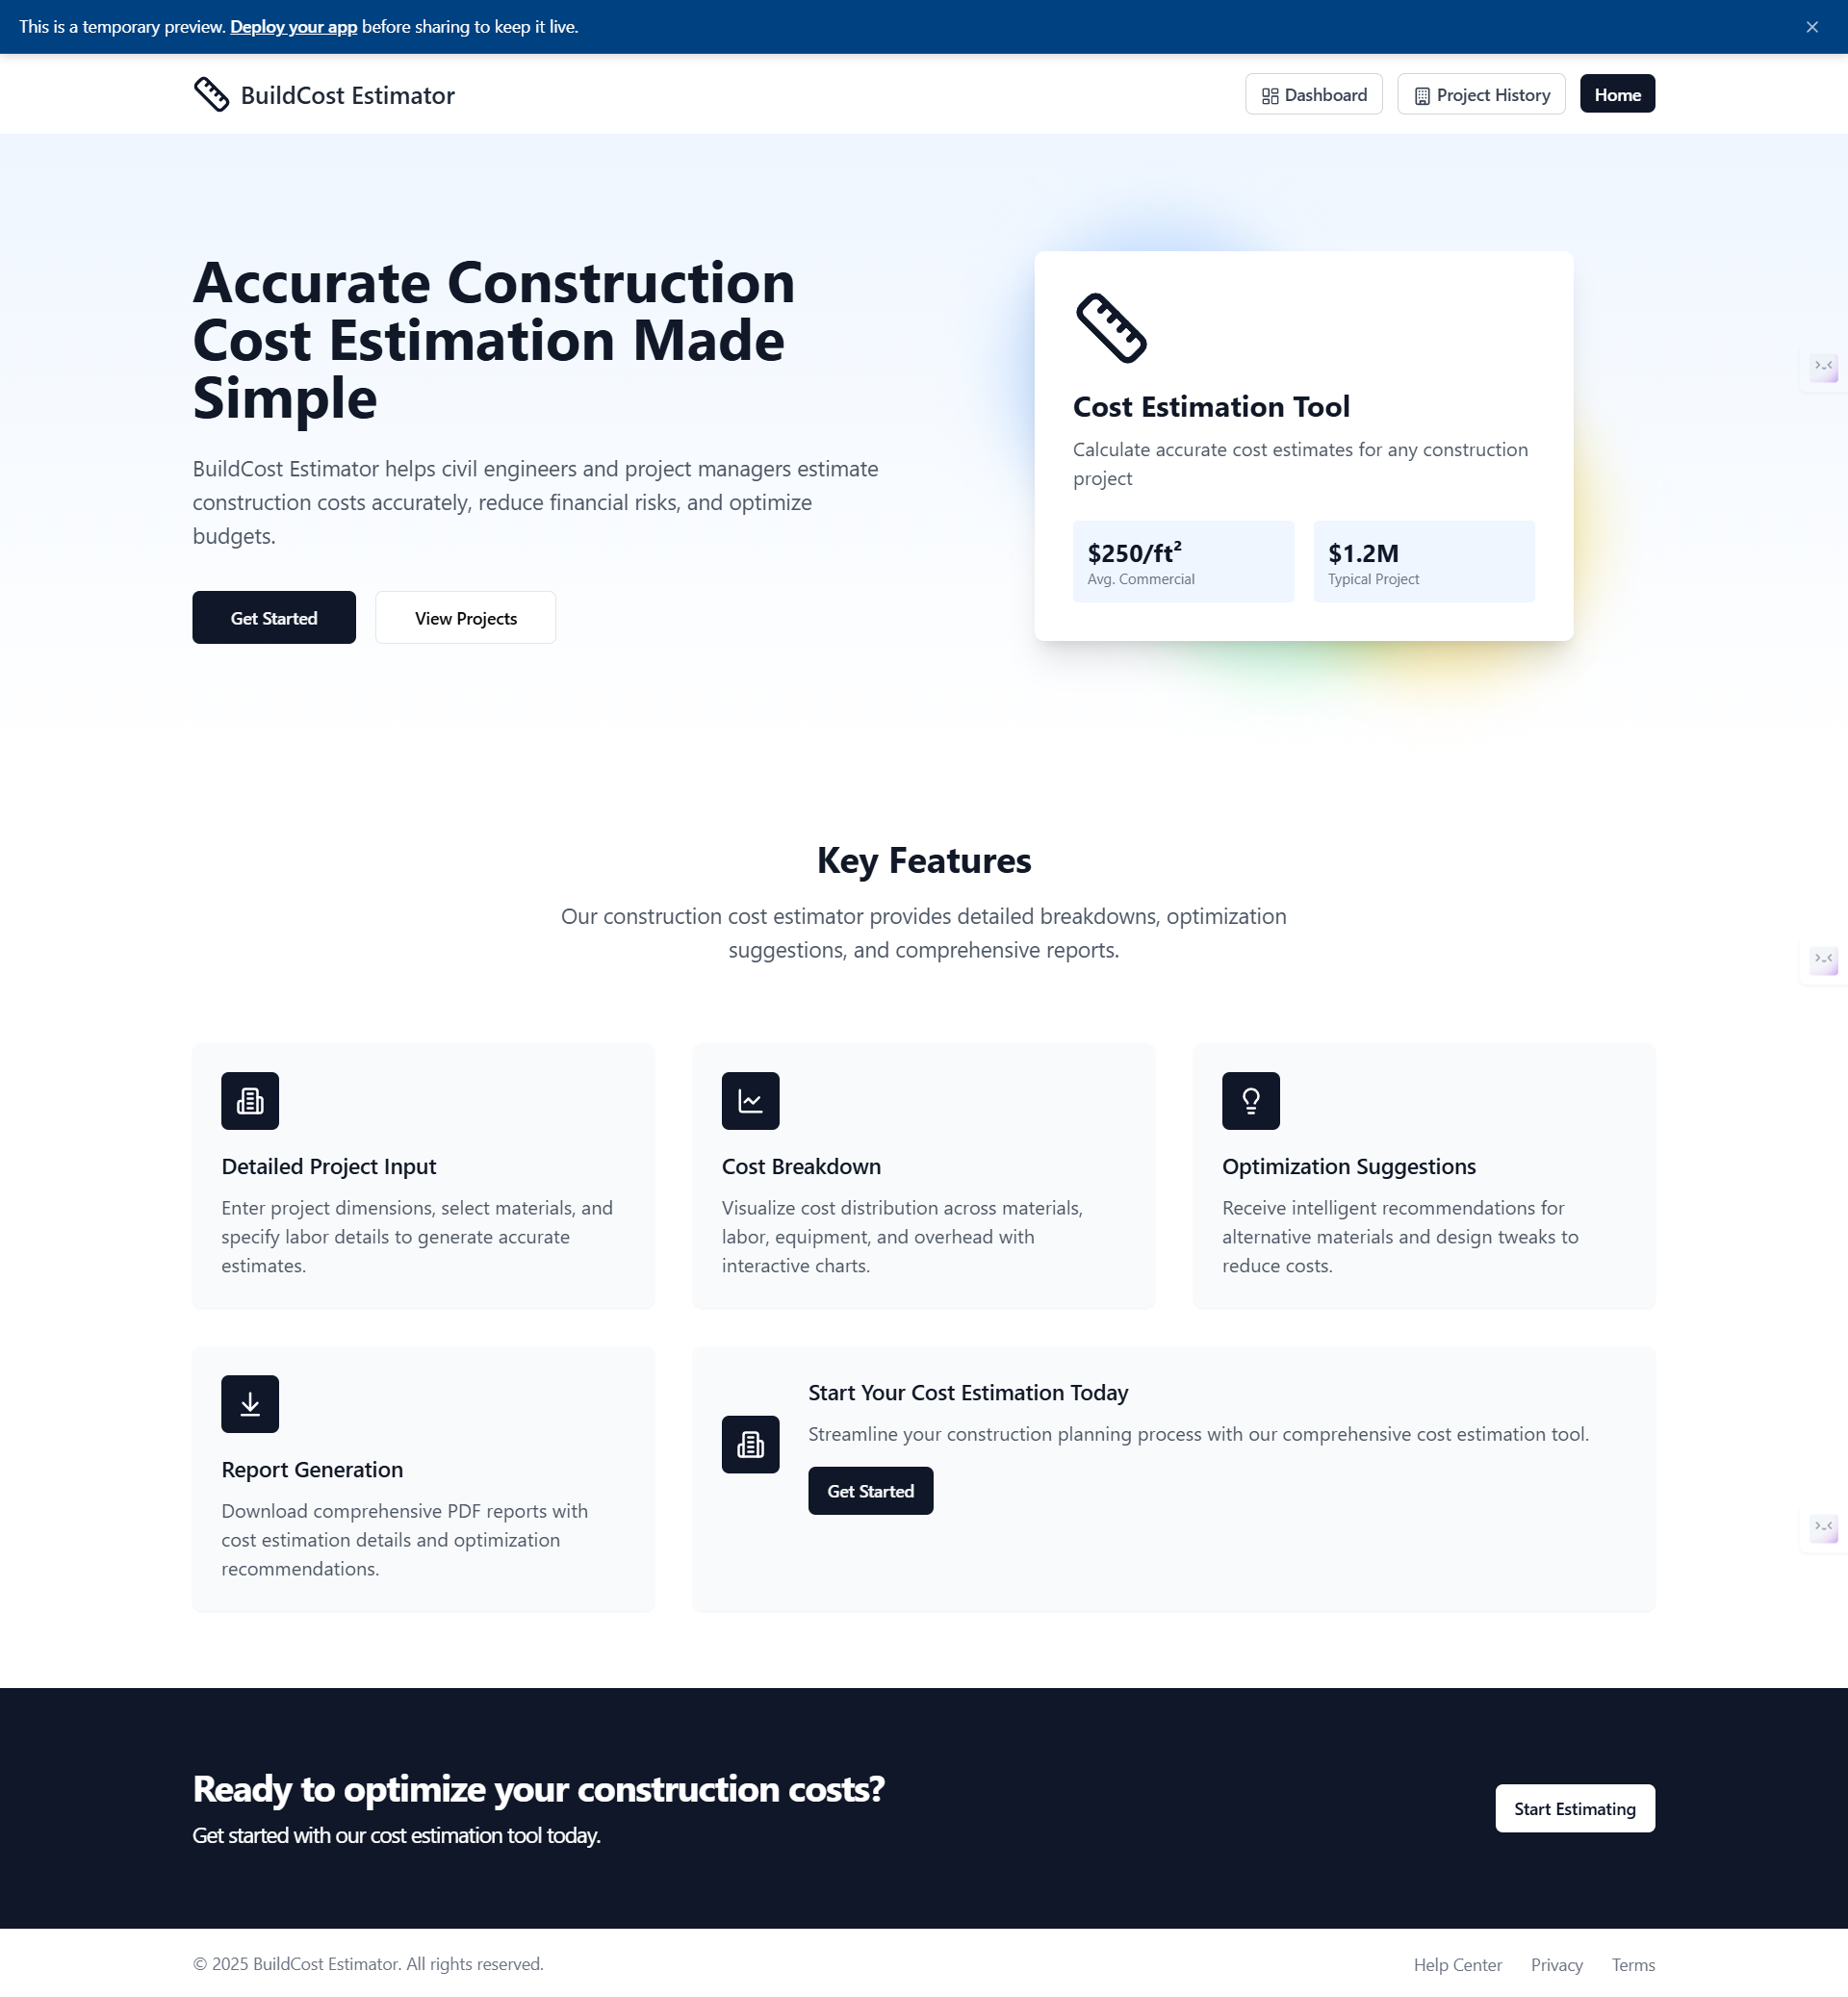 This is a temporary preview. Deploy your app before sharing to keep it live.
BuildCost Estimator
Dashboard
Project History
Home
Accurate Construction
Cost Estimation Made
Simple
BuildCost Estimator helps civil engineers and project managers estimate
construction costs accurately, reduce financial risks, and optimize
budgets.
Get Started
View Projects
Cost Estimation Tool
Calculate accurate cost estimates for any construction
project
$250/ft²
Avg. Commercial
$1.2M
Typical Project
Key Features
Our construction cost estimator provides detailed breakdowns, optimization
suggestions, and comprehensive reports.
Detailed Project Input
Enter project dimensions, select materials, and
specify labor details to generate accurate
estimates.
Cost Breakdown
Visualize cost distribution across materials,
labor, equipment, and overhead with
interactive charts.
Optimization Suggestions
Receive intelligent recommendations for
alternative materials and design tweaks to
reduce costs.
Report Generation
Download comprehensive PDF reports with
cost estimation details and optimization
recommendations.
Start Your Cost Estimation Today
Streamline your construction planning process with our comprehensive cost estimation tool.
Get Started
Ready to optimize your construction costs?
Get started with our cost estimation tool today.
Start Estimating
© 2025 BuildCost Estimator. All rights reserved.
Help Center
Privacy
Terms